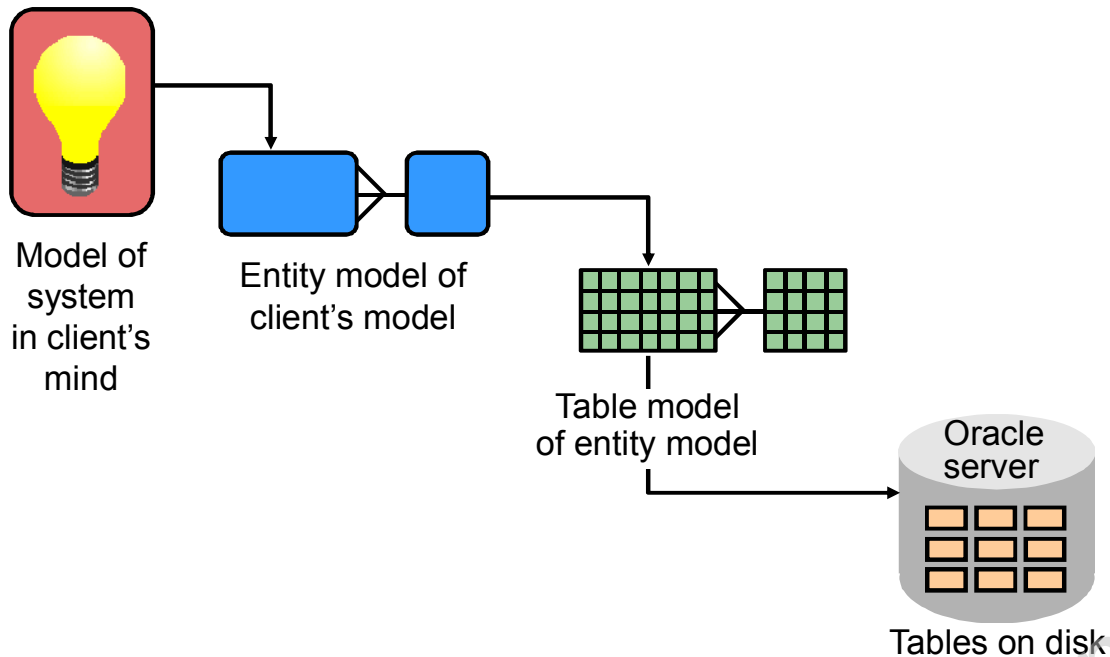 Model of
system
in client's
mind
Entity model of
client's model
Table model
of entity model
Oracle
server
Tables on disk